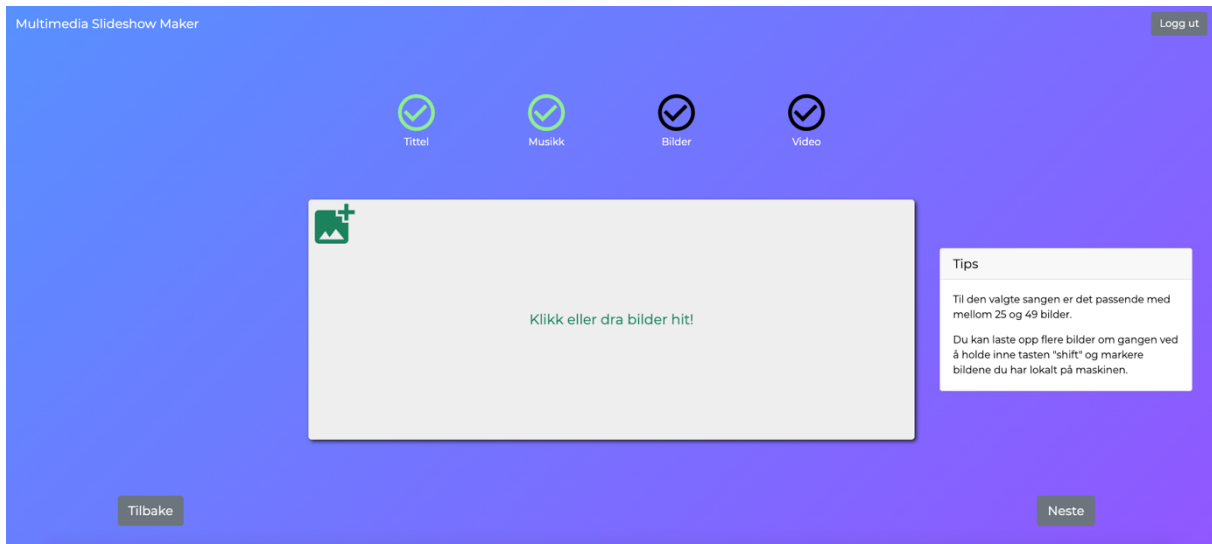 Multimedia Slideshow Maker
Logg ut
Tittel
Musikk
Bilder
Video
Klikk eller dra bilder hit!
Tips
Til den valgte sangen er det passende med
mellom 25 og 49 bilder.
Du kan laste opp flere bilder om gangen ved
å holde inne tasten "shift" og markere
bildene du har lokalt på maskinen.
Tilbake
Neste